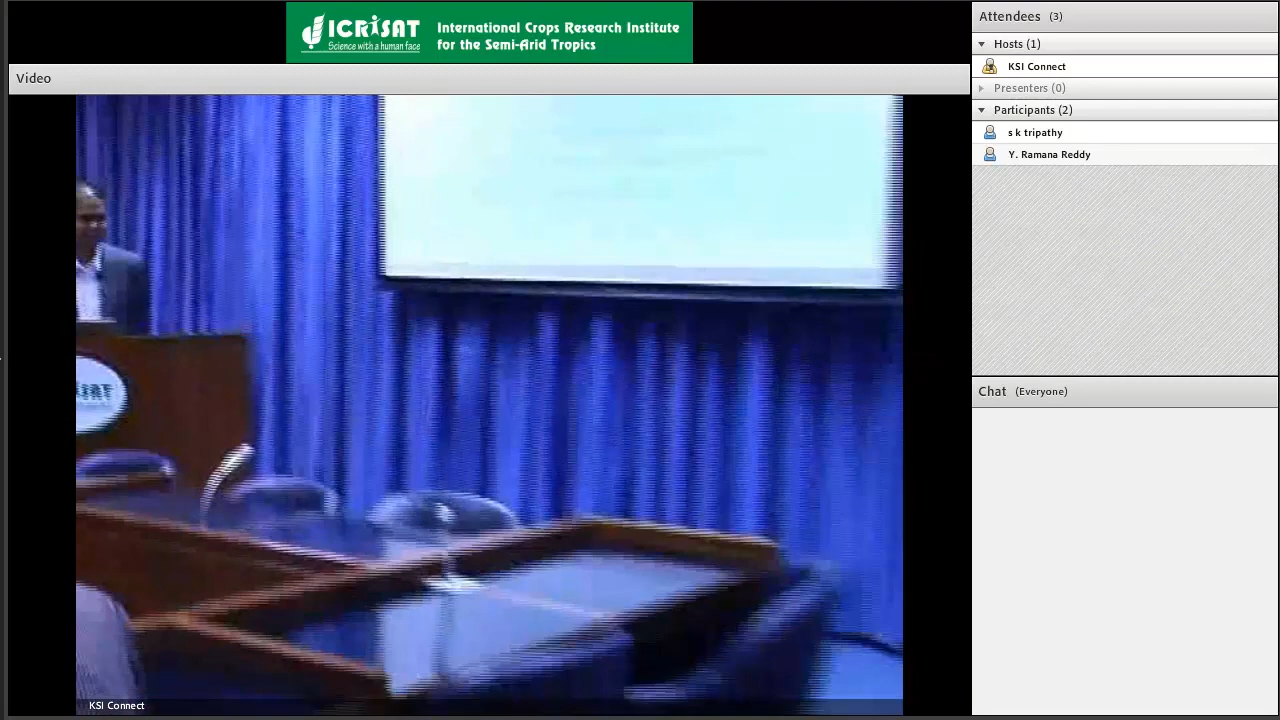 ICRISAT
Science with a human face
International Crops Research Institute
for the Semi-Arid Tropics
Video
KSI Connect
Attendees (3)
Hosts (1)
KSI Connect
Presenters (0)
Participants (2)
s k tripathy
Y. Ramana Reddy
Chat (Everyone)